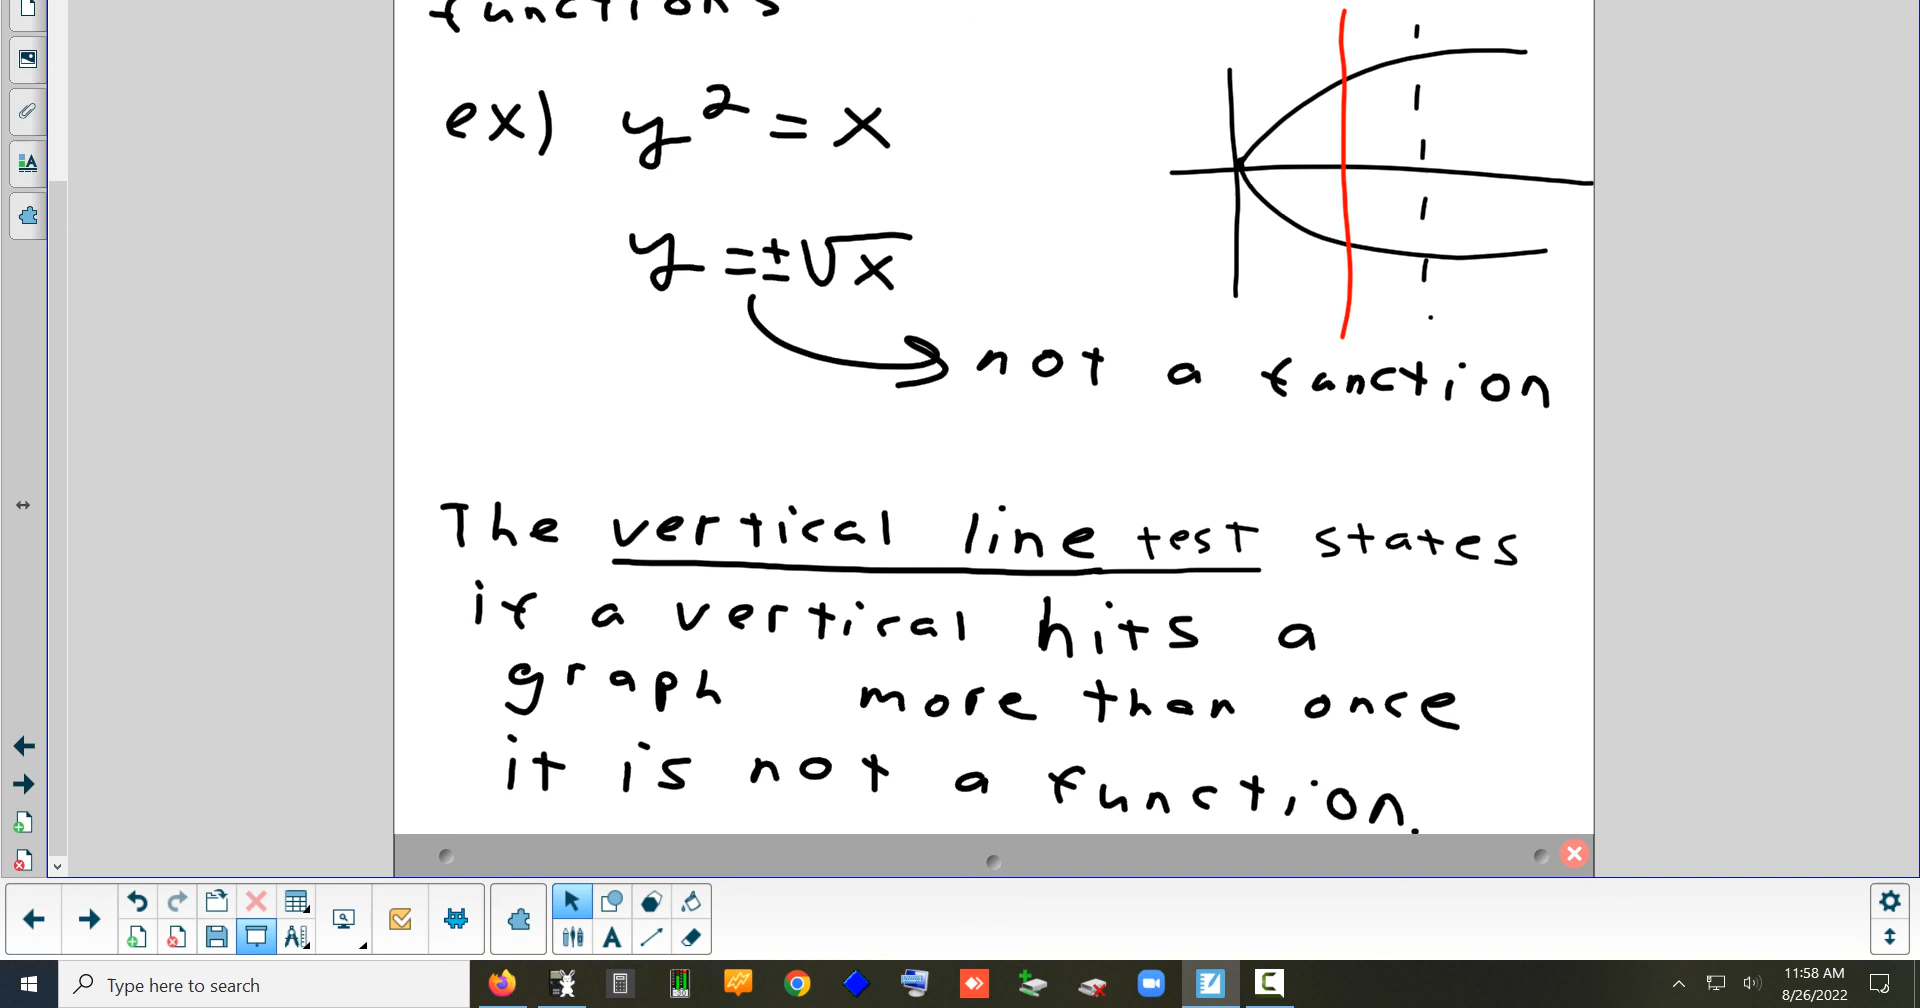 functions
ex) y² = x
y = ±√x
not a function
The vertical line test states
if a vertical hits a
graph more than once
it is not a function.
Type here to search
11:58 AM
8/26/2022